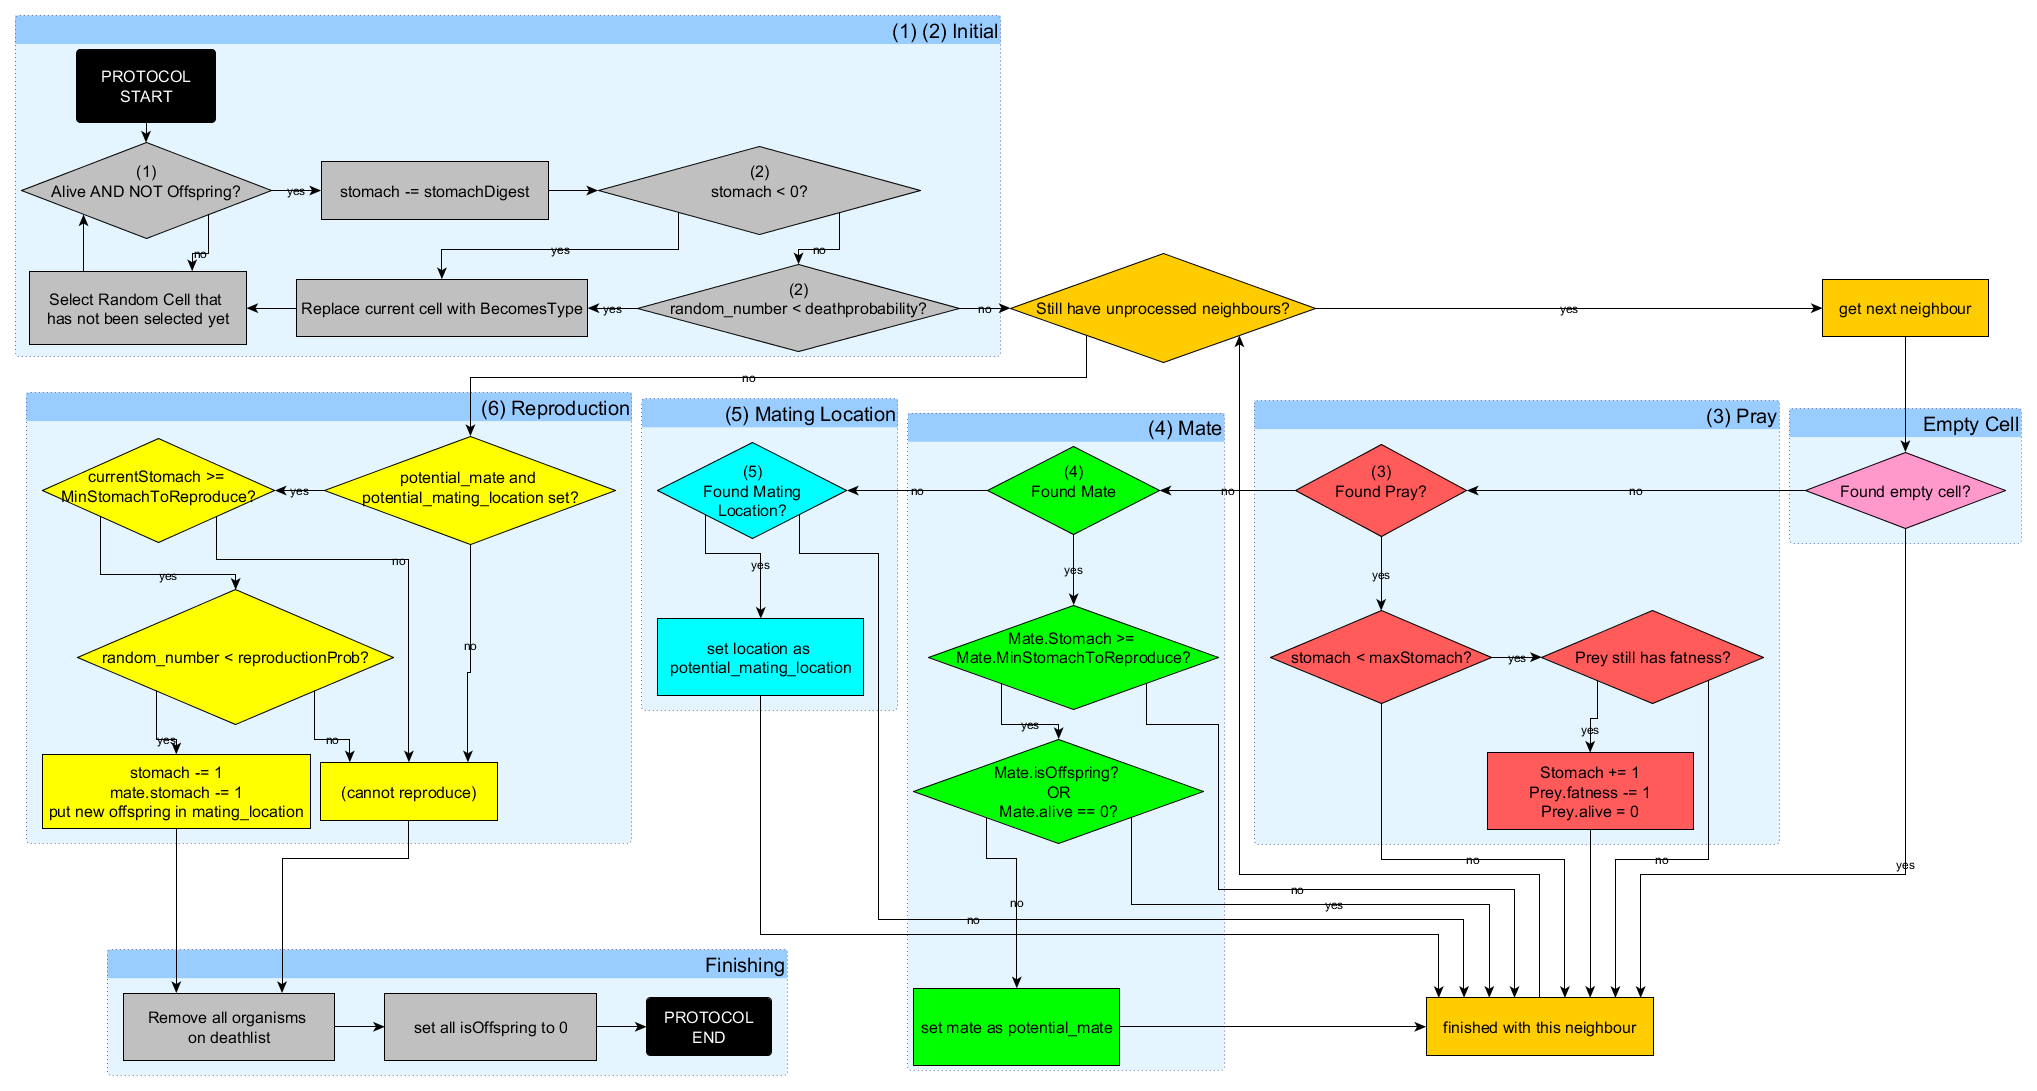 (1) (2) Initial
PROTOCOL
START
(1)
Alive AND NOT Offspring?
yes
no
stomach -= stomachDigest
(2)
stomach < 0?
yes
no
Select Random Cell that
has not been selected yet
Replace current cell with BecomesType
yes
(2)
random_number < deathprobability?
no
Still have unprocessed neighbours?
yes
no
get next neighbour
(6) Reproduction
currentStomach >=
MinStomachToReproduce?
yes
potential_mate and
potential_mating_location set?
no
yes
no
random_number < reproductionProb?
yes
no
stomach -= 1
mate.stomach -= 1
put new offspring in mating_location
(cannot reproduce)
(5) Mating Location
(5)
Found Mating
Location?
no
yes
set location as
potential_mating_location
no
(4) Mate
(4)
Found Mate
no
yes
Mate.Stomach >=
Mate.MinStomachToReproduce?
yes
no
Mate.isOffspring?
OR
Mate.alive == 0?
no
yes
set mate as potential_mate
(3) Pray
(3)
Found Pray?
no
yes
stomach < maxStomach?
yes
Prey still has fatness?
yes
Stomach += 1
Prey.fatness -= 1
Prey.alive = 0
no
no
Empty Cell
Found empty cell?
yes
finished with this neighbour
Finishing
Remove all organisms
on deathlist
set all isOffspring to 0
PROTOCOL
END